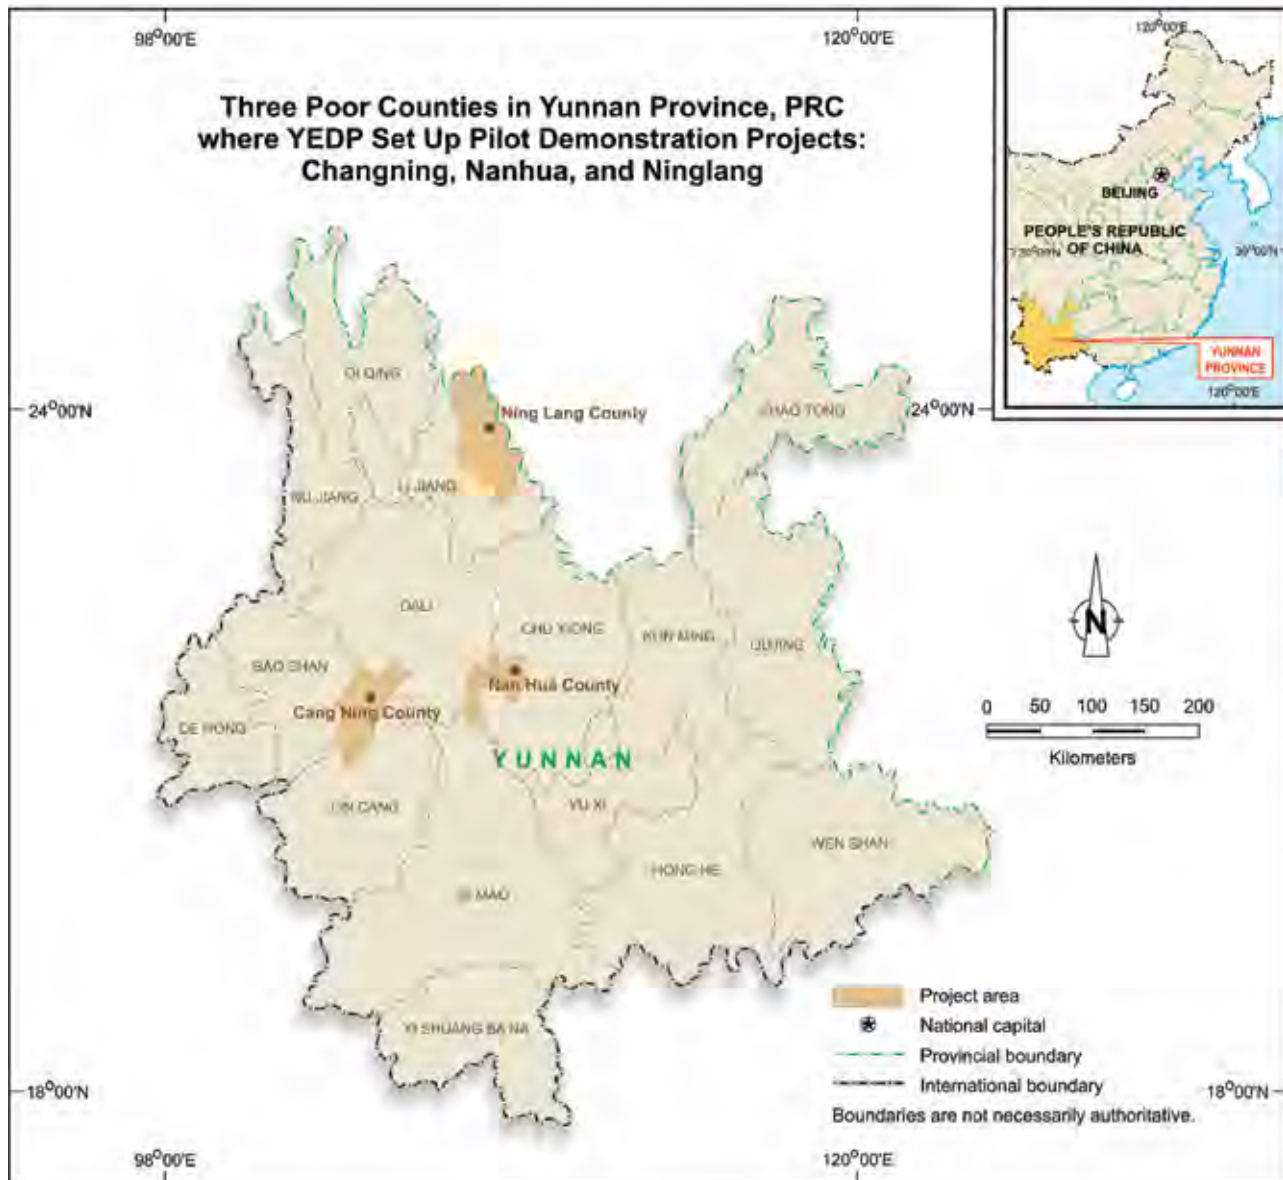 98°00'E
120°00'E
Three Poor Counties in Yunnan Province, PRC
where YEDP Set Up Pilot Demonstration Projects:
Changning, Nanhua, and Ninglang
120°00'E
BEIJING
PEOPLE'S REPUBLIC
OF CHINA
30°00'N
YUNNAN
PROVINCE
120°00'E
24°00'N
24°00'N
DI QING
Ning Lang County
ZHAO TONG
NU JIANG
LI JIANG
DALI
CHU XIONG
KUN MING
QUJING
BAO SHAN
Nan Hua County
Cang Ning County
DE HONG
YUNNAN
LIN CANG
YU XI
WEN SHAN
HONG HE
SI MAO
XI SHUANG BA NA
N
0 50 100 150 200
Kilometers
Project area
National capital
Provincial boundary
International boundary
Boundaries are not necessarily authoritative.
18°00'N
18°00'N
98°00'E
120°00'E